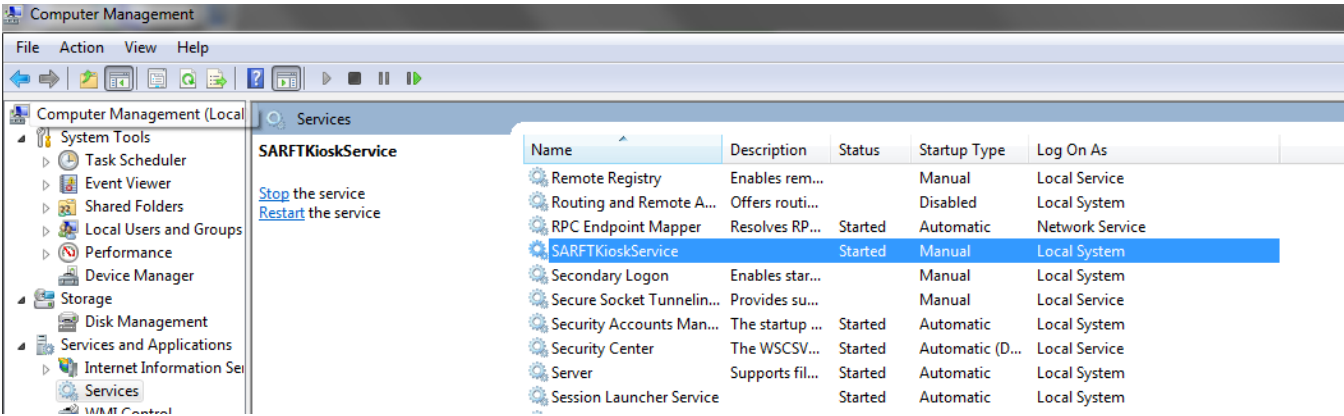 Computer Management
File Action View Help
Computer Management (Local
System Tools
Task Scheduler
Event Viewer
Shared Folders
Local Users and Groups
Performance
Device Manager
Storage
Disk Management
Services and Applications
Internet Information Ser
Services
WMI Control
Services
SARFTKioskService
Stop the service
Restart the service
Name Description Status Startup Type Log On As
Remote Registry Enables rem... Manual Local Service
Routing and Remote A... Offers routi... Disabled Local System
RPC Endpoint Mapper Resolves RP... Started Automatic Network Service
SARFTKioskService Started Manual Local System
Secondary Logon Enables star... Manual Local System
Secure Socket Tunnelin... Provides su... Manual Local Service
Security Accounts Man... The startup ... Started Automatic Local System
Security Center The WSCSV... Started Automatic (D... Local Service
Server Supports fil... Started Automatic Local System
Session Launcher Service Started Automatic Local System